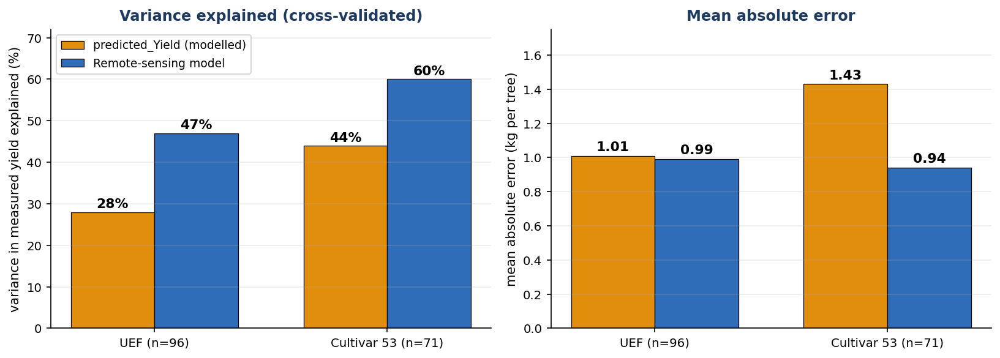 Variance explained (cross-validated)
variance in measured yield explained (%)
70
60
50
40
30
20
10
0
predicted_Yield (modelled)
Remote-sensing model
28%
47%
44%
60%
UEF (n=96)
Cultivar 53 (n=71)
Mean absolute error
mean absolute error (kg per tree)
1.6
1.4
1.2
1.0
0.8
0.6
0.4
0.2
0.0
1.01
0.99
1.43
0.94
UEF (n=96)
Cultivar 53 (n=71)